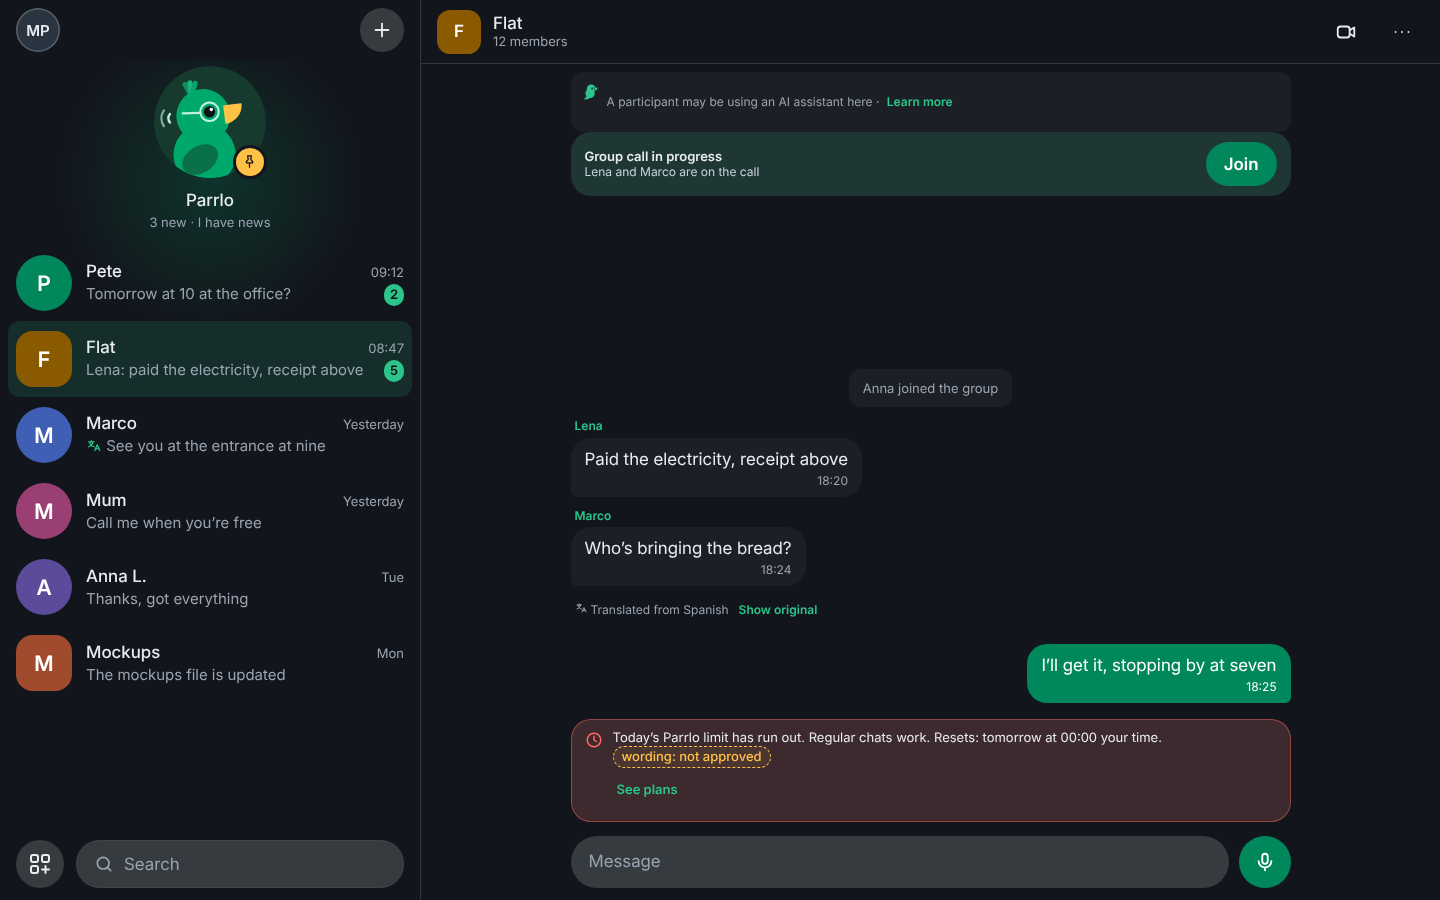 MP
Parrlo
3 new · I have news
P
Pete
09:12
Tomorrow at 10 at the office?
2
F
Flat
08:47
Lena: paid the electricity, receipt above
5
M
Marco
Yesterday
See you at the entrance at nine
M
Mum
Yesterday
Call me when you’re free
A
Anna L.
Tue
Thanks, got everything
M
Mockups
Mon
The mockups file is updated
Search
F
Flat
12 members
A participant may be using an AI assistant here · Learn more
Group call in progress
Lena and Marco are on the call
Join
Anna joined the group
Lena
Paid the electricity, receipt above
18:20
Marco
Who’s bringing the bread?
18:24
Translated from Spanish Show original
I’ll get it, stopping by at seven
18:25
Today’s Parrlo limit has run out. Regular chats work. Resets: tomorrow at 00:00 your time.
wording: not approved
See plans
Message